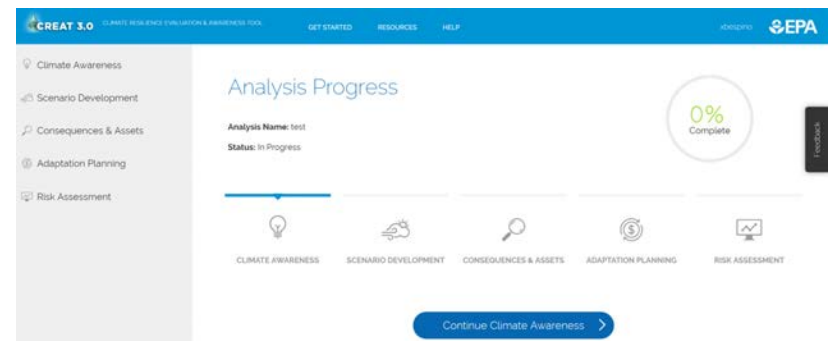 CREAT 3.0 CLIMATE RESILIENCE EVALUATION & AWARENESS TOOL GET STARTED RESOURCES HELP EPA
Climate Awareness
Scenario Development
Consequences & Assets
Adaptation Planning
Risk Assessment
Analysis Progress
Analysis Name: test
Status: In Progress
0%
Complete
Feedback
CLIMATE AWARENESS SCENARIO DEVELOPMENT CONSEQUENCES & ASSETS ADAPTATION PLANNING RISK ASSESSMENT
Continue Climate Awareness